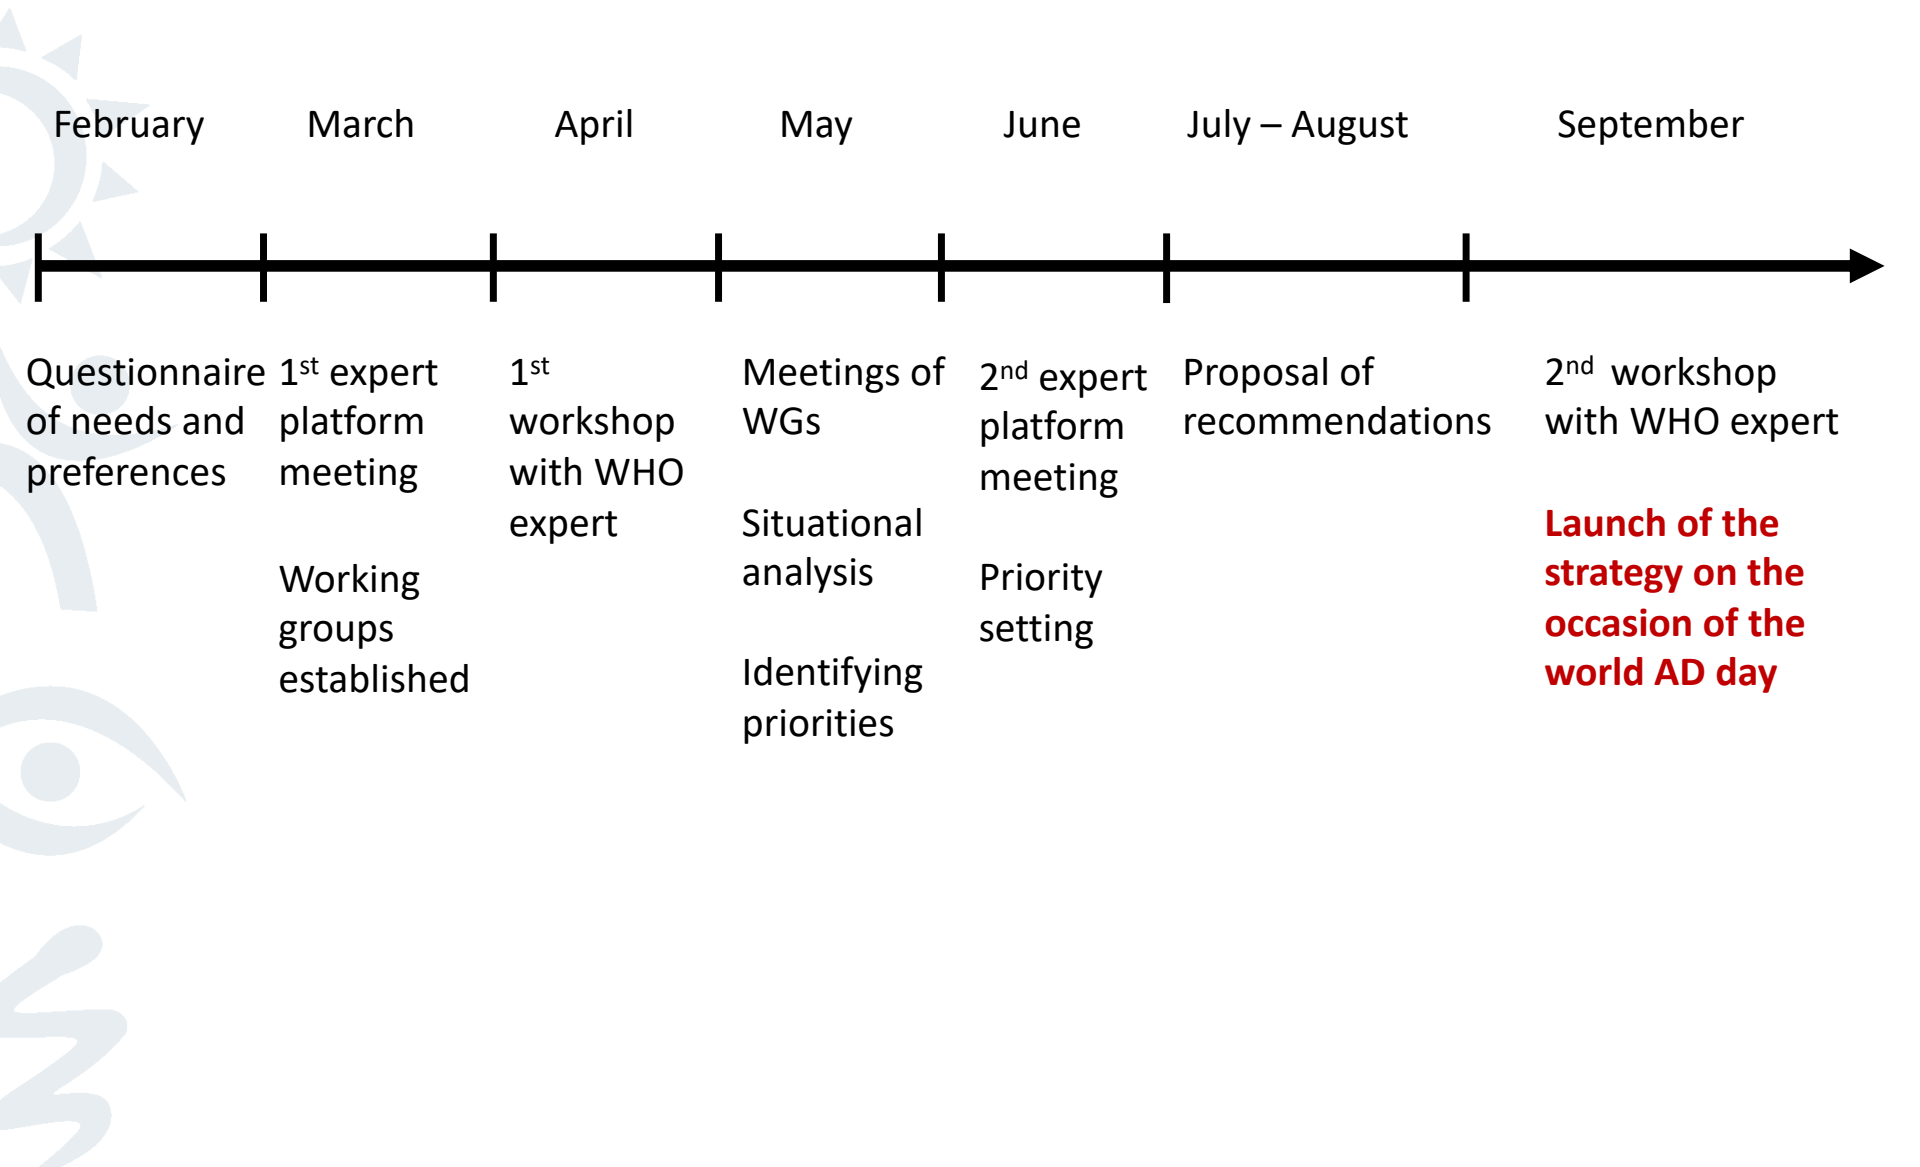 February March April May June July – August September
Questionnaire
of needs and
preferences
1st expert
platform
meeting
Working
groups
established
1st
workshop
with WHO
expert
Meetings of
WGs
Situational
analysis
Identifying
priorities
2nd expert
platform
meeting
Priority
setting
Proposal of
recommendations
2nd workshop
with WHO expert
Launch of the
strategy on the
occasion of the
world AD day